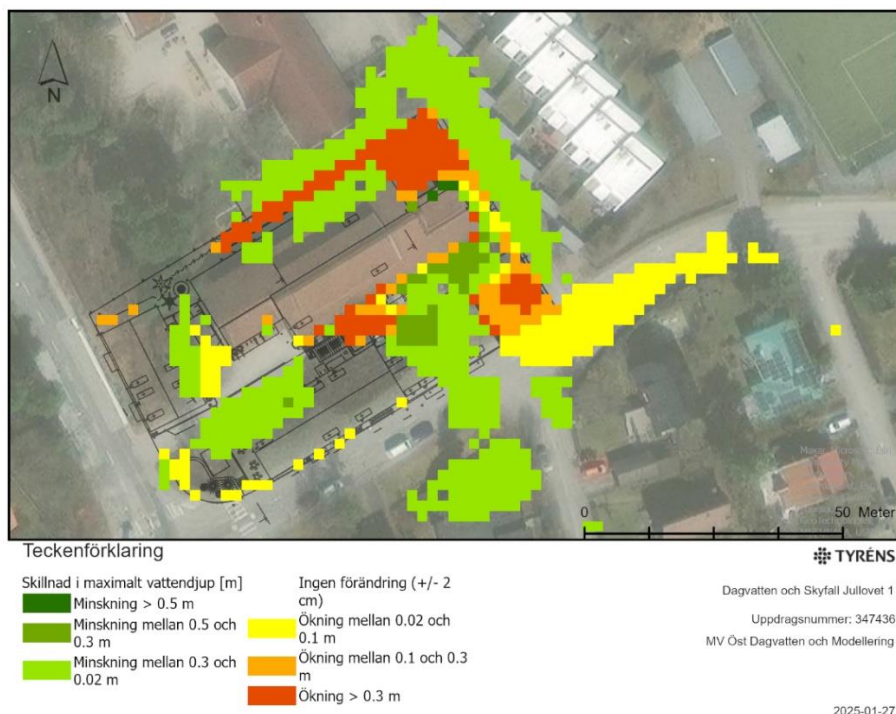 N
0 50 Meter
Teckenförklaring
Skillnad i maximalt vattendjup [m]
Minskning > 0.5 m
Minskning mellan 0.5 och
0.3 m
Minskning mellan 0.3 och
0.02 m
Ingen förändring (+/- 2
cm)
Ökning mellan 0.02 och
0.1 m
Ökning mellan 0.1 och 0.3
m
Ökning > 0.3 m
TYRÉNS
Dagvatten och Skyfall Jullovet 1
Uppdragsnummer: 347436
MV Öst Dagvatten och Modellering
2025-01-27